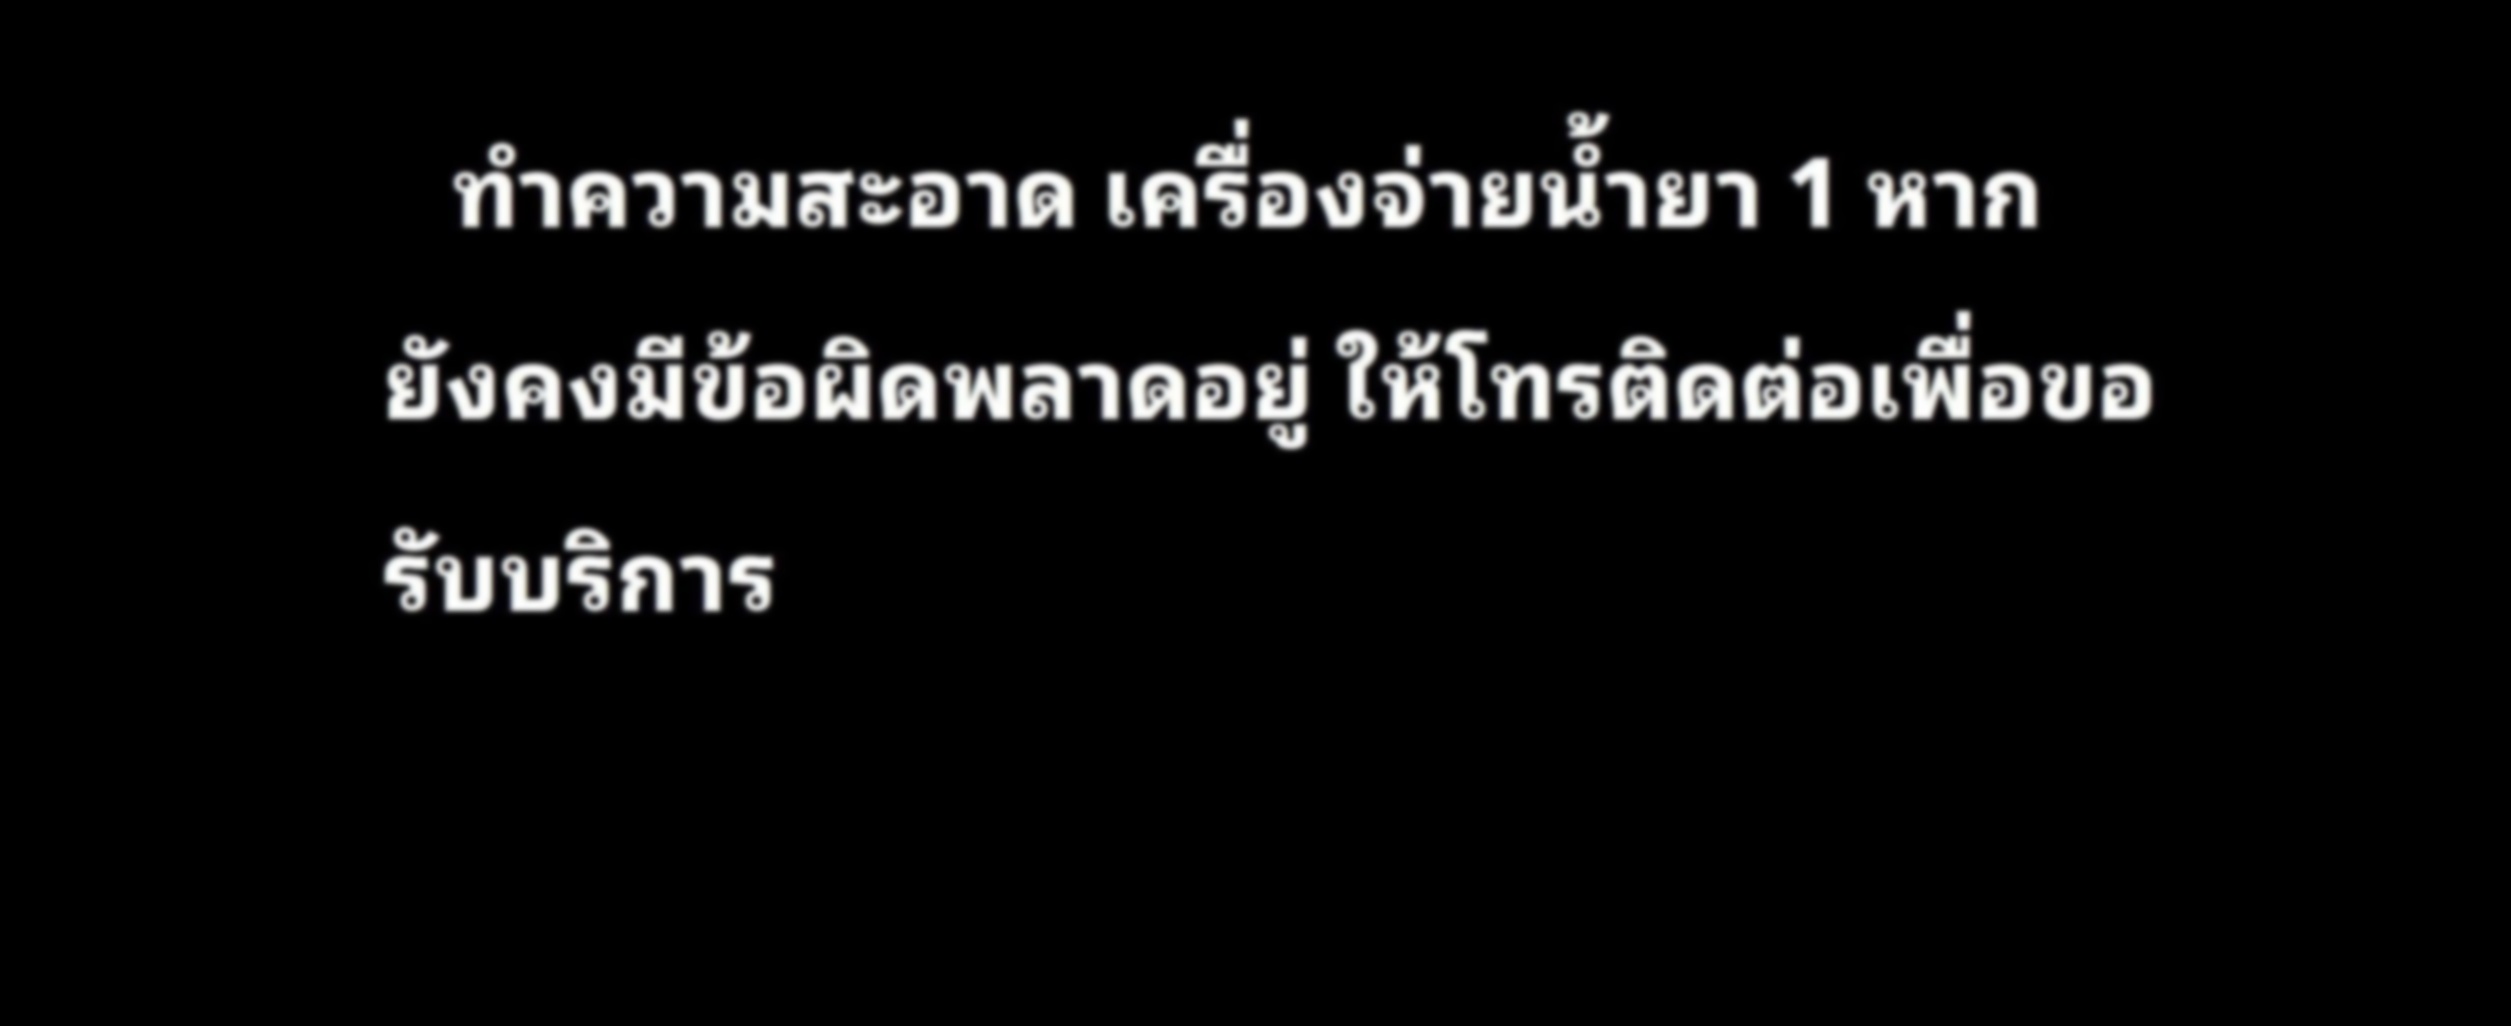 ทำความสะอาด เครื่องจ่ายน้ำยา 1 หาก
ยังคงมีข้อผิดพลาดอยู่ ให้โทรติดต่อเพื่อขอ
รับบริการ